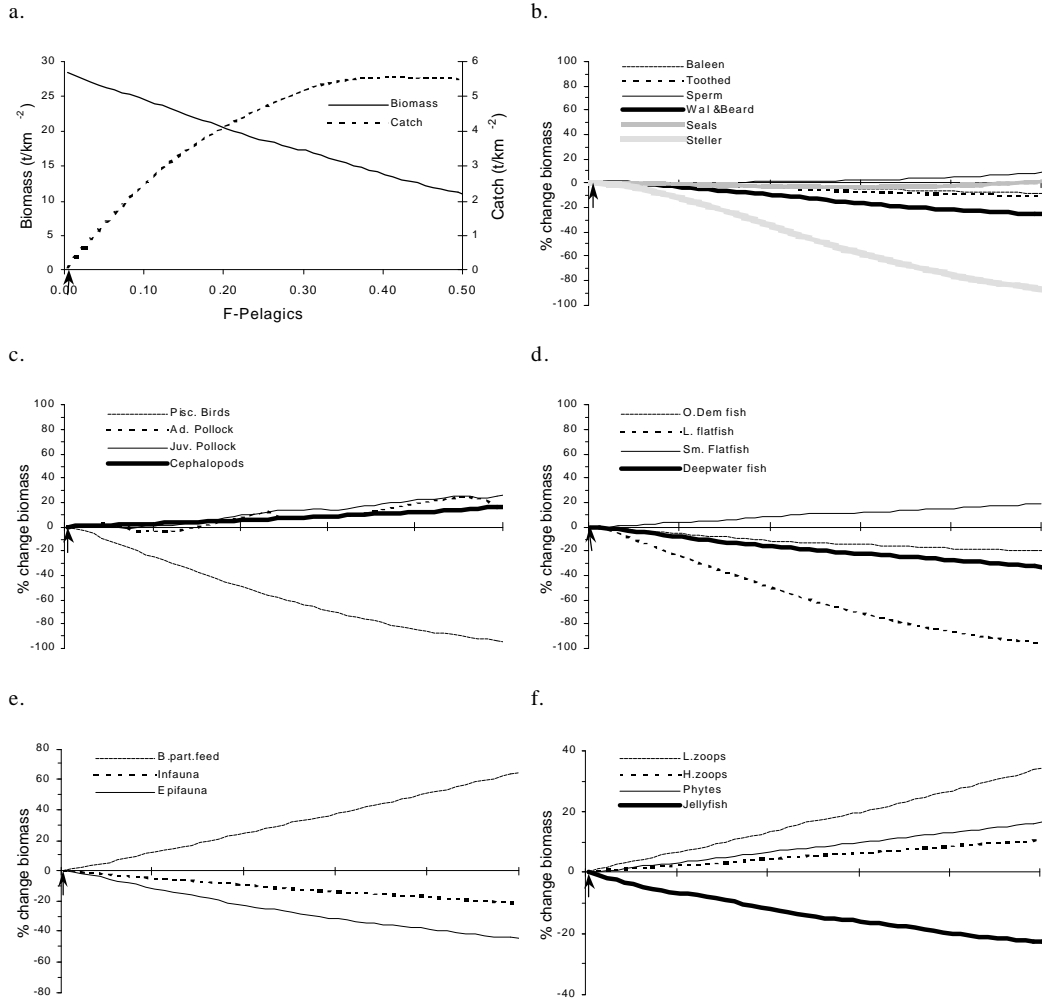 a.
30
25
20
15
10
5
0
Biomass (t/km -2)
6
5
4
3
2
1
0
Catch (t/km -2)
Biomass
Catch
0.00
0.10
0.20
0.30
0.40
0.50
F-Pelagics
b.
100
80
60
40
20
0
-20
-40
-60
-80
-100
% change biomass
Baleen
Toothed
Sperm
Wal &Beard
Seals
Steller
c.
100
80
60
40
20
0
-20
-40
-60
-80
-100
% change biomass
Pisc. Birds
Ad. Pollock
Juv. Pollock
Cephalopods
d.
100
80
60
40
20
0
-20
-40
-60
-80
-100
% change biomass
O.Dem fish
L. flatfish
Sm. Flatfish
Deepwater fish
e.
80
60
40
20
0
-20
-40
-60
-80
% change biomass
B.part.feed
Infauna
Epifauna
f.
40
20
0
-20
-40
% change biomass
L.zoops
H.zoops
Phytes
Jellyfish